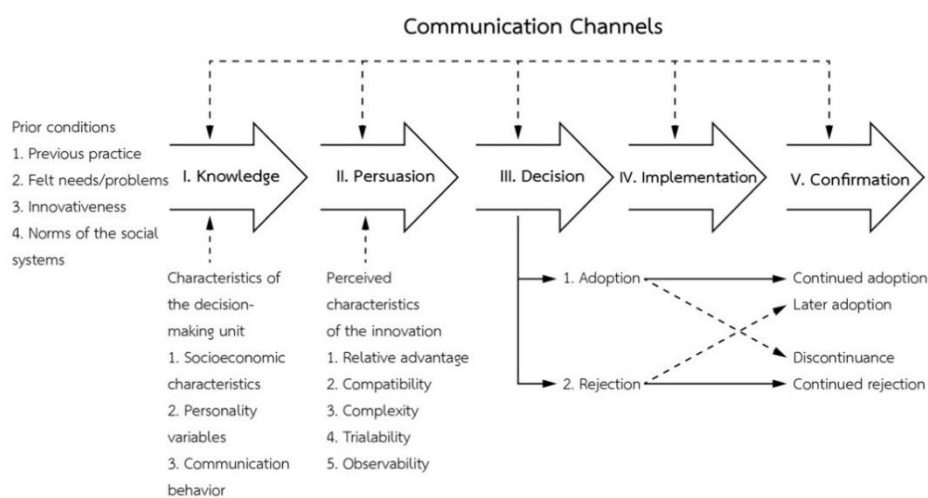 Communication Channels
Prior conditions
1. Previous practice
2. Felt needs/problems
3. Innovativeness
4. Norms of the social
systems
I. Knowledge
II. Persuasion
III. Decision
IV. Implementation
V. Confirmation
Characteristics of
the decision-
making unit
1. Socioeconomic
characteristics
2. Personality
variables
3. Communication
behavior
Perceived
characteristics
of the innovation
1. Relative advantage
2. Compatibility
3. Complexity
4. Trialability
5. Observability
1. Adoption
2. Rejection
Continued adoption
Later adoption
Discontinuance
Continued rejection